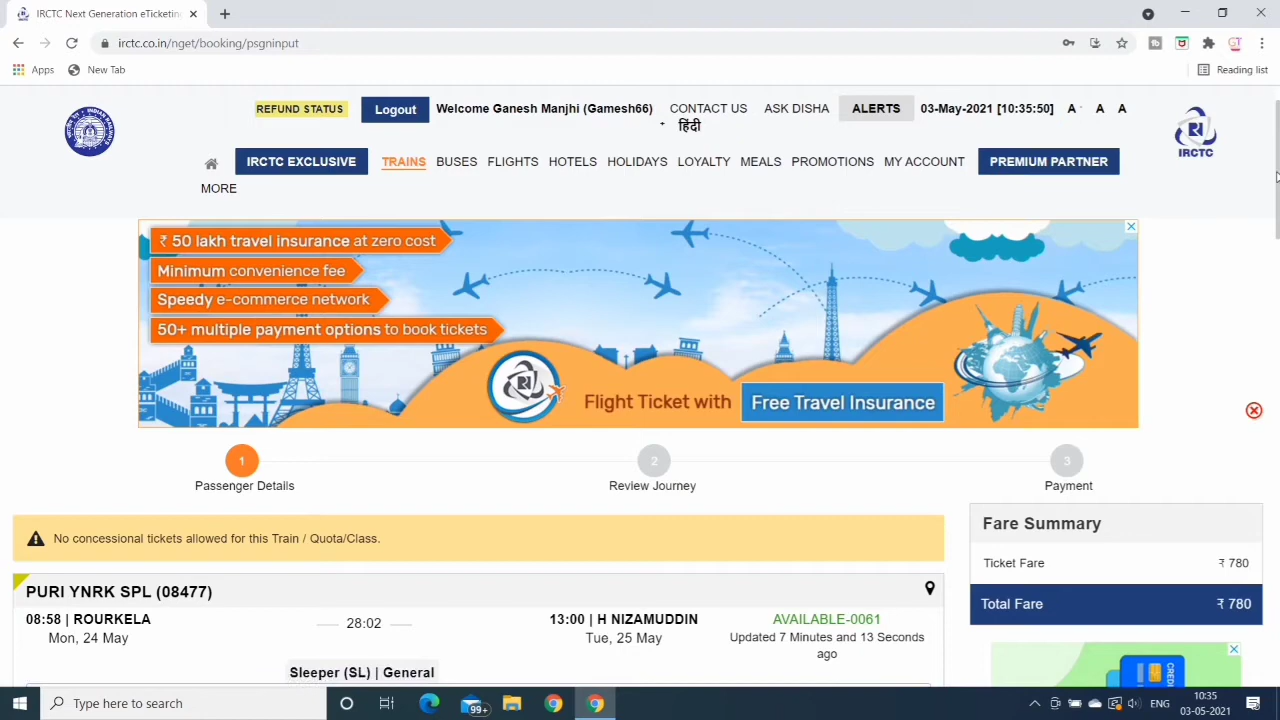 IRCTC Next Generation eTicketing
irctc.co.in/nget/booking/psgninput
Apps New Tab Reading list
REFUND STATUS Logout Welcome Ganesh Manjhi (Gamesh66) CONTACT US ASK DISHA ALERTS 03-May-2021 [10:35:50] A A A
हिंदी
IRCTC
IRCTC EXCLUSIVE TRAINS BUSES FLIGHTS HOTELS HOLIDAYS LOYALTY MEALS PROMOTIONS MY ACCOUNT PREMIUM PARTNER
MORE
₹ 50 lakh travel insurance at zero cost
Minimum convenience fee
Speedy e-commerce network
50+ multiple payment options to book tickets
Flight Ticket with Free Travel Insurance
1 2 3
Passenger Details Review Journey Payment
No concessional tickets allowed for this Train / Quota/Class.
Fare Summary
Ticket Fare ₹ 780
Total Fare ₹ 780
PURI YNRK SPL (08477)
08:58 | ROURKELA 28:02 13:00 | H NIZAMUDDIN AVAILABLE-0061
Mon, 24 May Tue, 25 May Updated 7 Minutes and 13 Seconds
ago
Sleeper (SL) | General
Type here to search 99+ ENG 10:35
03-05-2021